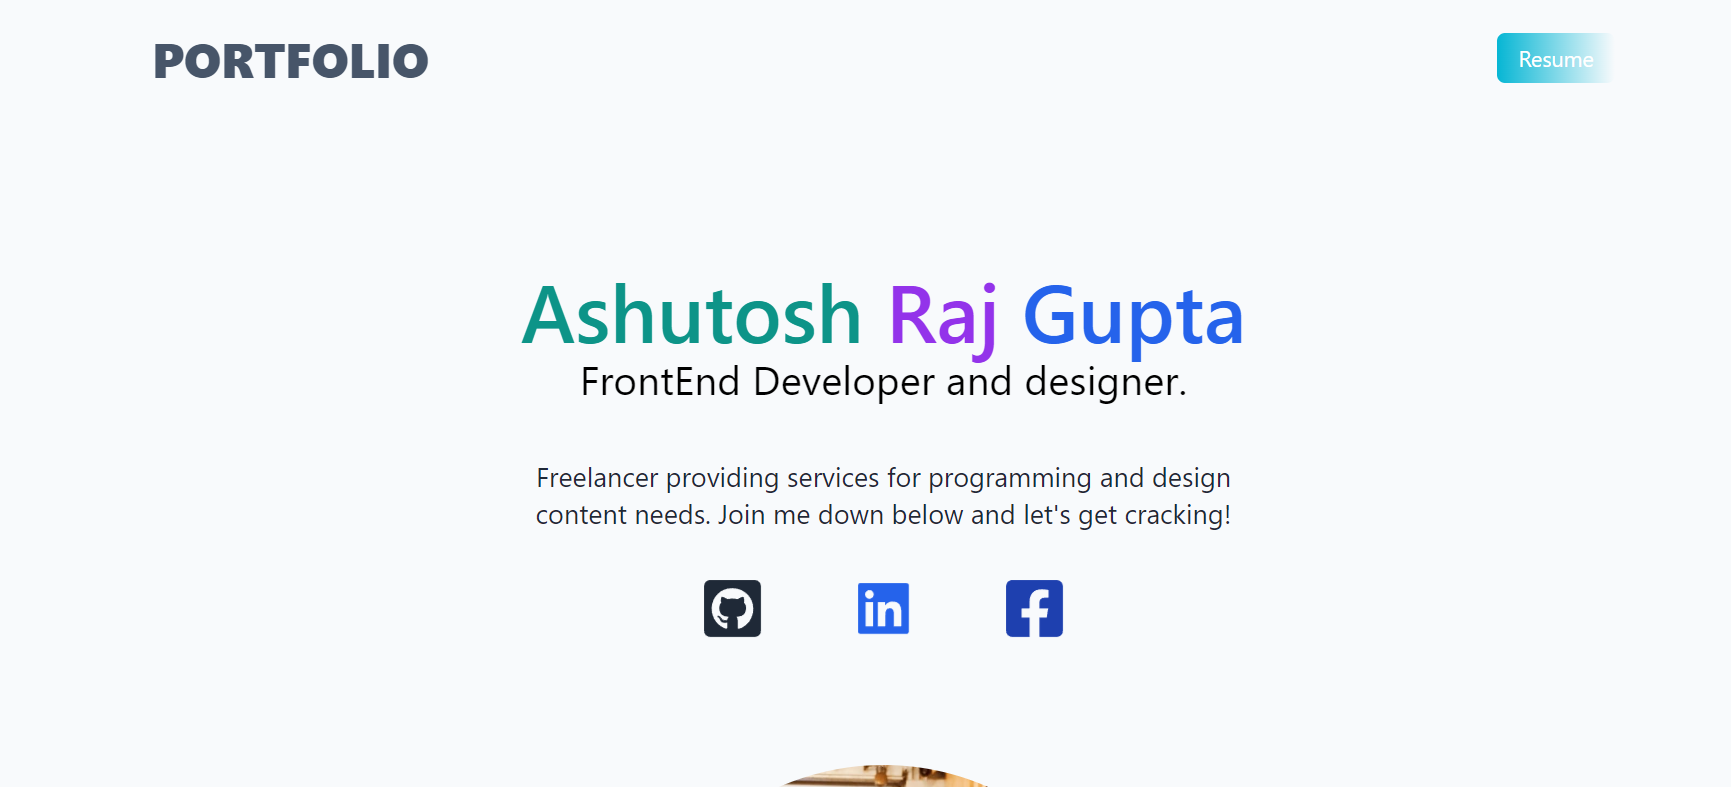 PORTFOLIO
Resume
Ashutosh Raj Gupta
FrontEnd Developer and designer.
Freelancer providing services for programming and design
content needs. Join me down below and let's get cracking!
in
f